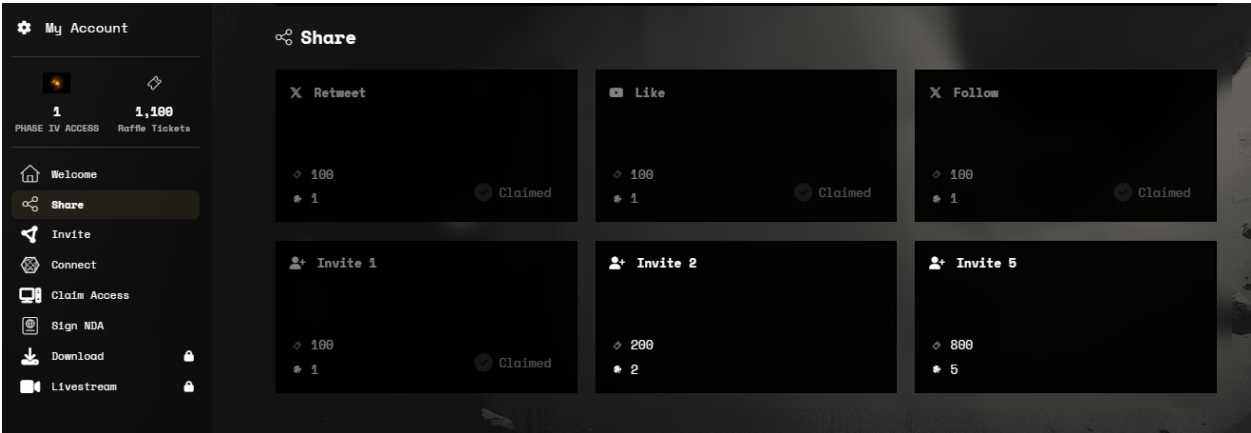 My Account
1
PHASE IV ACCESS
1,100
Raffle Tickets
Welcome
Share
Invite
Connect
Claim Access
Sign NDA
Download
Livestream
Share
Retweet
100
1
Claimed
Like
100
1
Claimed
Follow
100
1
Claimed
Invite 1
100
1
Claimed
Invite 2
200
2
Invite 5
800
5